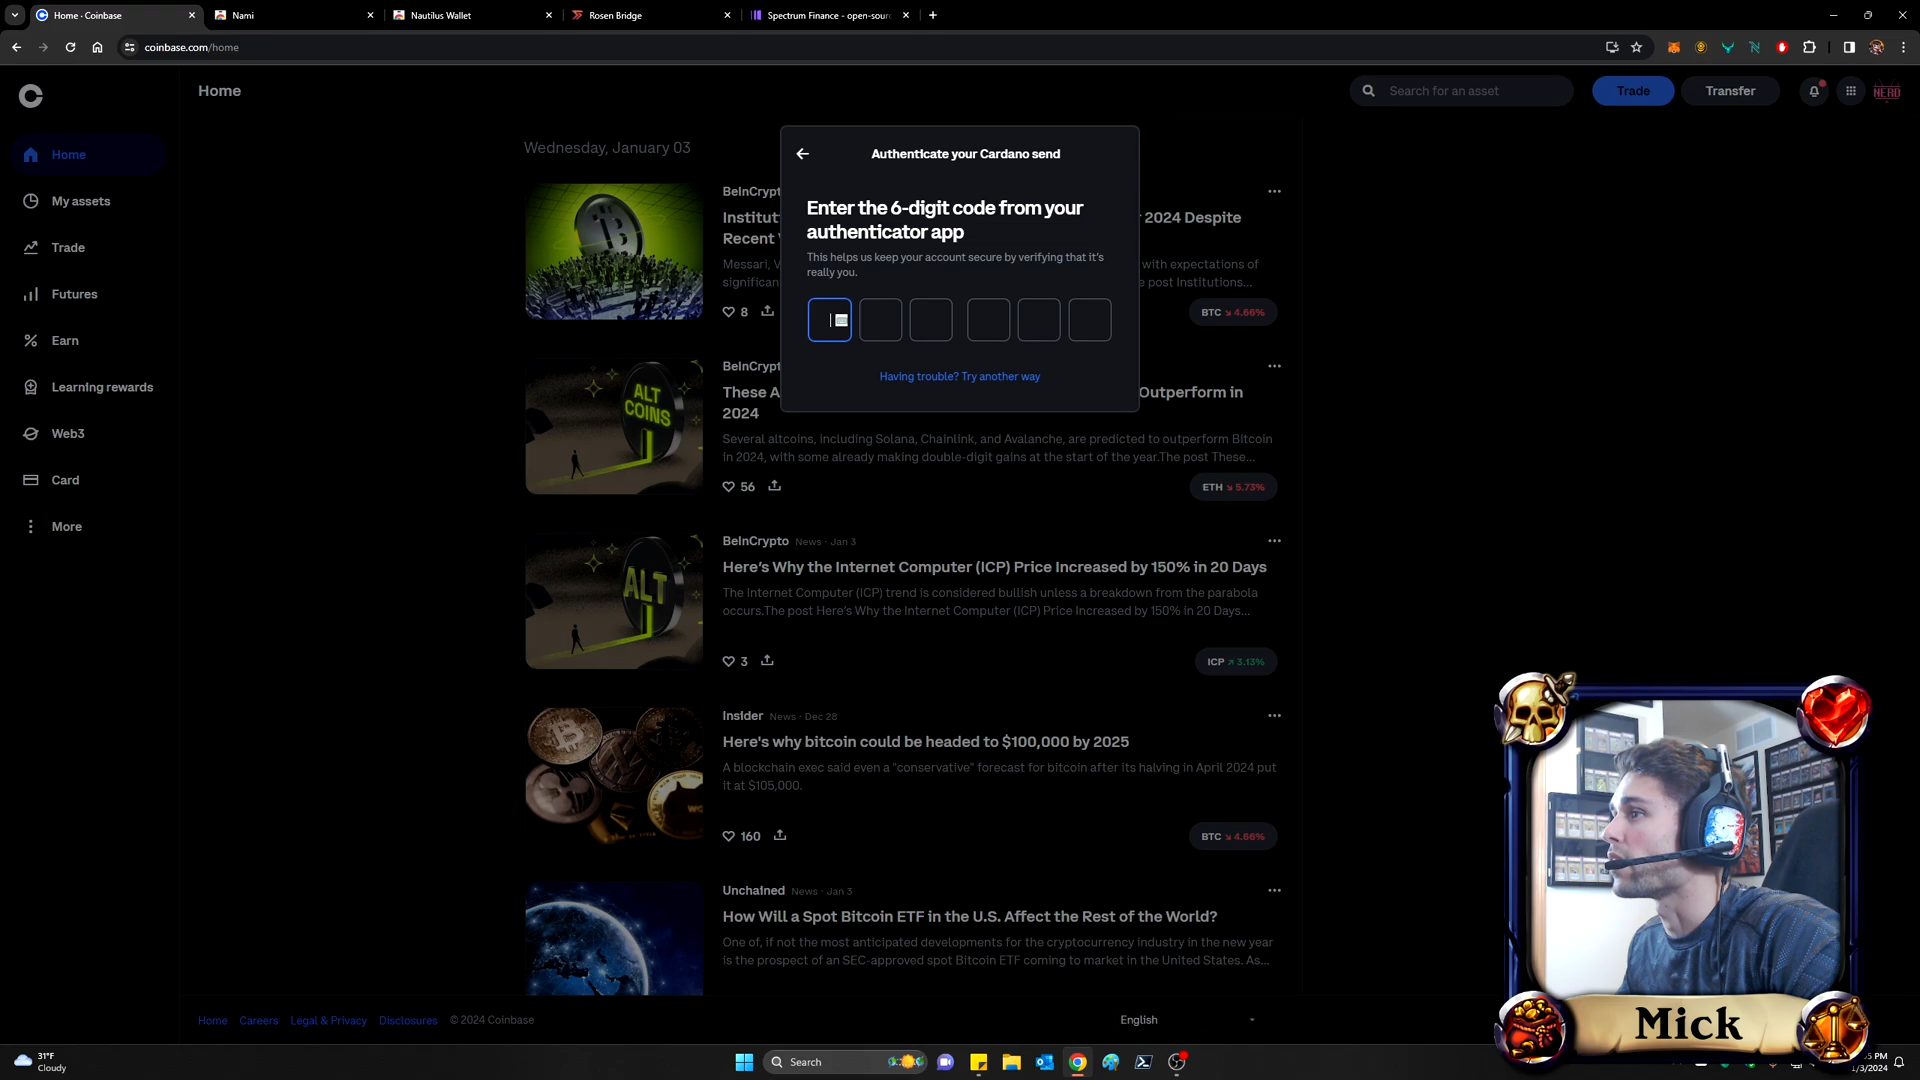 Home - Coinbase
Nami
Nautilus Wallet
Rosen Bridge
Spectrum Finance - open-sour
coinbase.com/home
Home
Search for an asset
Trade
Transfer
NERD
Home
My assets
Trade
Futures
Earn
Learning rewards
Web3
Card
More
Wednesday, January 03
Authenticate your Cardano send
Enter the 6-digit code from your
authenticator app
This helps us keep your account secure by verifying that it's
really you.
Having trouble? Try another way
BeInCrypt
Institut
2024 Despite
Recent
Messari, V
with expectations of
significan
e post Institutions...
8
BTC ↘ 4.66%
BeInCrypt
These A
Outperform in
2024
Several altcoins, including Solana, Chainlink, and Avalanche, are predicted to outperform Bitcoin
in 2024, with some already making double-digit gains at the start of the year.The post These...
56
ETH ↘ 5.73%
ALT
COINS
BeInCrypto News · Jan 3
Here's Why the Internet Computer (ICP) Price Increased by 150% in 20 Days
The Internet Computer (ICP) trend is considered bullish unless a breakdown from the parabola
occurs.The post Here's Why the Internet Computer (ICP) Price Increased by 150% in 20 Days...
3
ICP ↗ 3.13%
ALT
Insider News · Dec 28
Here's why bitcoin could be headed to $100,000 by 2025
A blockchain exec said even a "conservative" forecast for bitcoin after its halving in April 2024 put
it at $105,000.
160
BTC ↘ 4.66%
Unchained News · Jan 3
How Will a Spot Bitcoin ETF in the U.S. Affect the Rest of the World?
One of, if not the most anticipated developments for the cryptocurrency industry in the new year
is the prospect of an SEC-approved spot Bitcoin ETF coming to market in the United States. As...
Home
Careers
Legal & Privacy
Disclosures
© 2024 Coinbase
English
Mick
31°F
Cloudy
Search
5 PM
1/3/2024